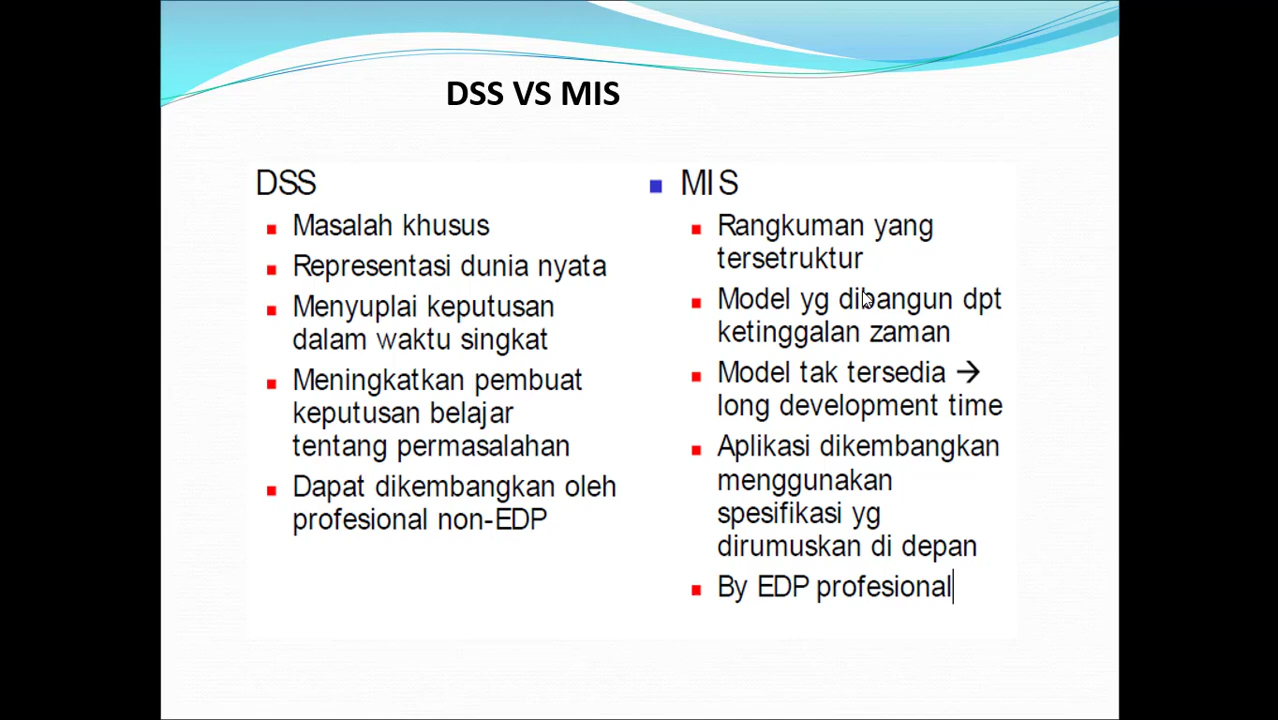 DSS VS MIS
DSS
Masalah khusus
Representasi dunia nyata
Menyuplai keputusan
dalam waktu singkat
Meningkatkan pembuat
keputusan belajar
tentang permasalahan
Dapat dikembangkan oleh
profesional non-EDP
MIS
Rangkuman yang
tersetruktur
Model yg dibangun dpt
ketinggalan zaman
Model tak tersedia →
long development time
Aplikasi dikembangkan
menggunakan
spesifikasi yg
dirumuskan di depan
By EDP profesional